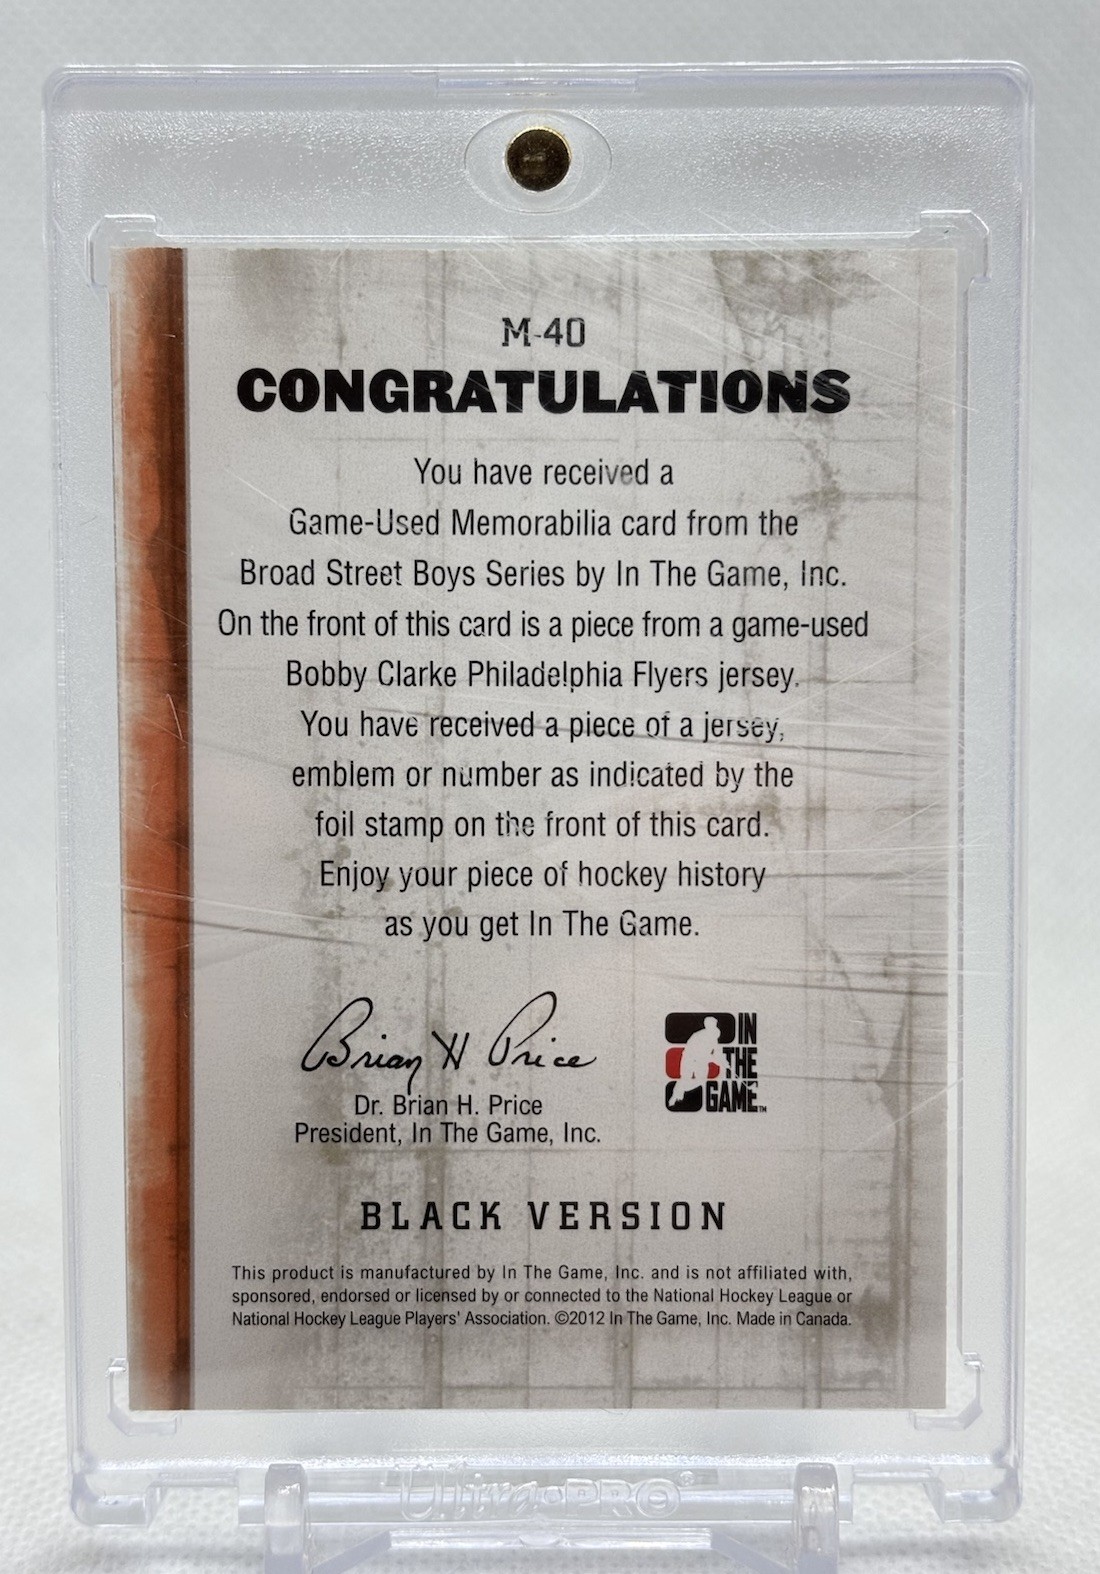 M-40
CONGRATULATIONS
You have received a
Game-Used Memorabilia card from the
Broad Street Boys Series by In The Game, Inc.
On the front of this card is a piece from a game-used
Bobby Clarke Philadelphia Flyers jersey.
You have received a piece of a jersey,
emblem or number as indicated by the
foil stamp on the front of this card.
Enjoy your piece of hockey history
as you get In The Game.
Brian H Price
IN
THE
GAME™
Dr. Brian H. Price
President, In The Game, Inc.
BLACK VERSION
This product is manufactured by In The Game, Inc. and is not affiliated with,
sponsored, endorsed or licensed by or connected to the National Hockey League or
National Hockey League Players' Association. ©2012 In The Game, Inc. Made in Canada.
Ultra•PRO®